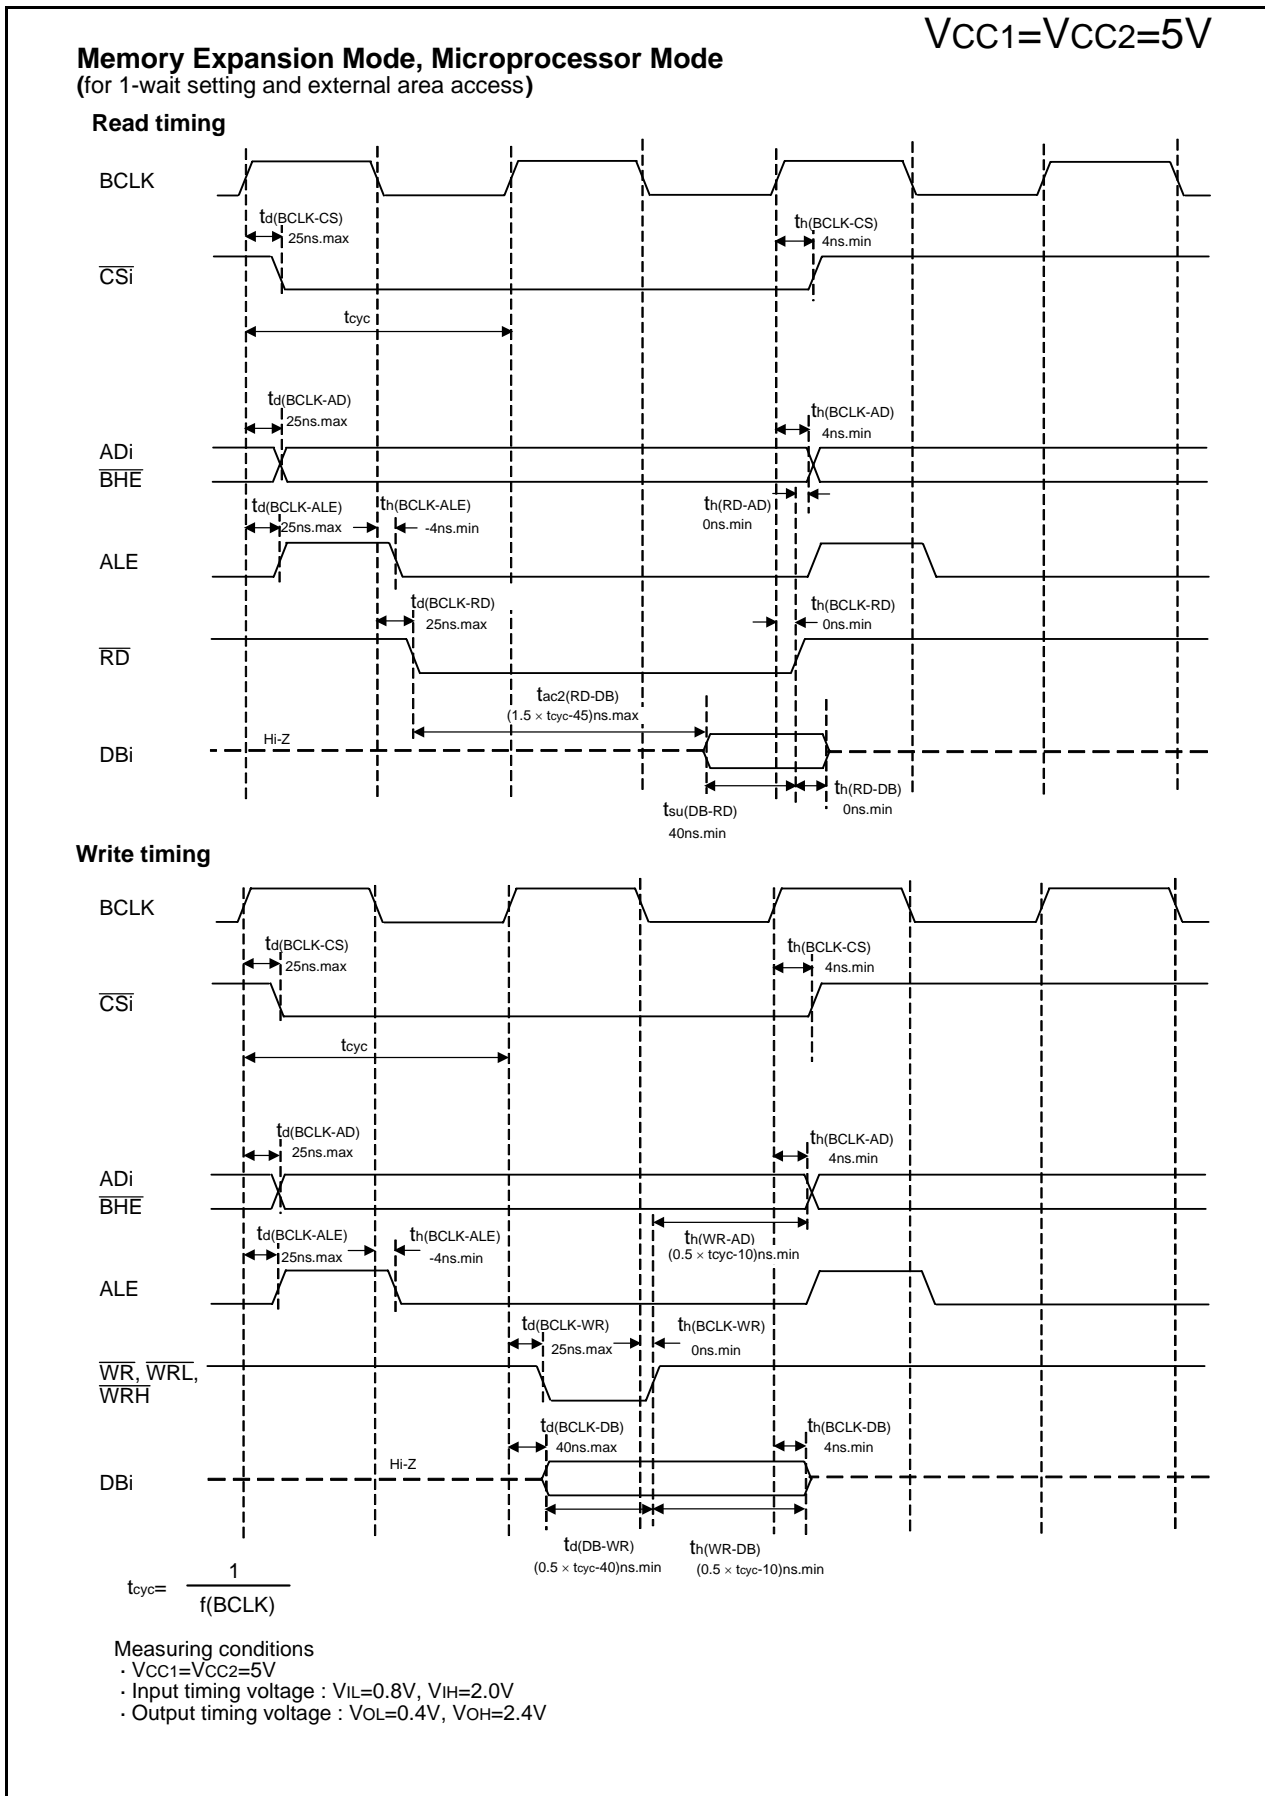 VCC1=VCC2=5V
Memory Expansion Mode, Microprocessor Mode
(for 1-wait setting and external area access)
Read timing
BCLK
td(BCLK-CS)
25ns.max
th(BCLK-CS)
4ns.min
CSi
tcyc
td(BCLK-AD)
25ns.max
th(BCLK-AD)
4ns.min
ADi
BHE
td(BCLK-ALE)
25ns.max
th(BCLK-ALE)
-4ns.min
th(RD-AD)
0ns.min
ALE
td(BCLK-RD)
25ns.max
th(BCLK-RD)
0ns.min
RD
tac2(RD-DB)
(1.5 × tcyc-45)ns.max
Hi-Z
DBi
tsu(DB-RD)
40ns.min
th(RD-DB)
0ns.min
Write timing
BCLK
td(BCLK-CS)
25ns.max
th(BCLK-CS)
4ns.min
CSi
tcyc
td(BCLK-AD)
25ns.max
th(BCLK-AD)
4ns.min
ADi
BHE
td(BCLK-ALE)
25ns.max
th(BCLK-ALE)
-4ns.min
th(WR-AD)
(0.5 × tcyc-10)ns.min
ALE
td(BCLK-WR)
25ns.max
th(BCLK-WR)
0ns.min
WR, WRL,
WRH
td(BCLK-DB)
40ns.max
th(BCLK-DB)
4ns.min
Hi-Z
DBi
td(DB-WR)
(0.5 × tcyc-40)ns.min
th(WR-DB)
(0.5 × tcyc-10)ns.min
1
tcyc=
f(BCLK)
Measuring conditions
· VCC1=VCC2=5V
· Input timing voltage : VIL=0.8V, VIH=2.0V
· Output timing voltage : VOL=0.4V, VOH=2.4V